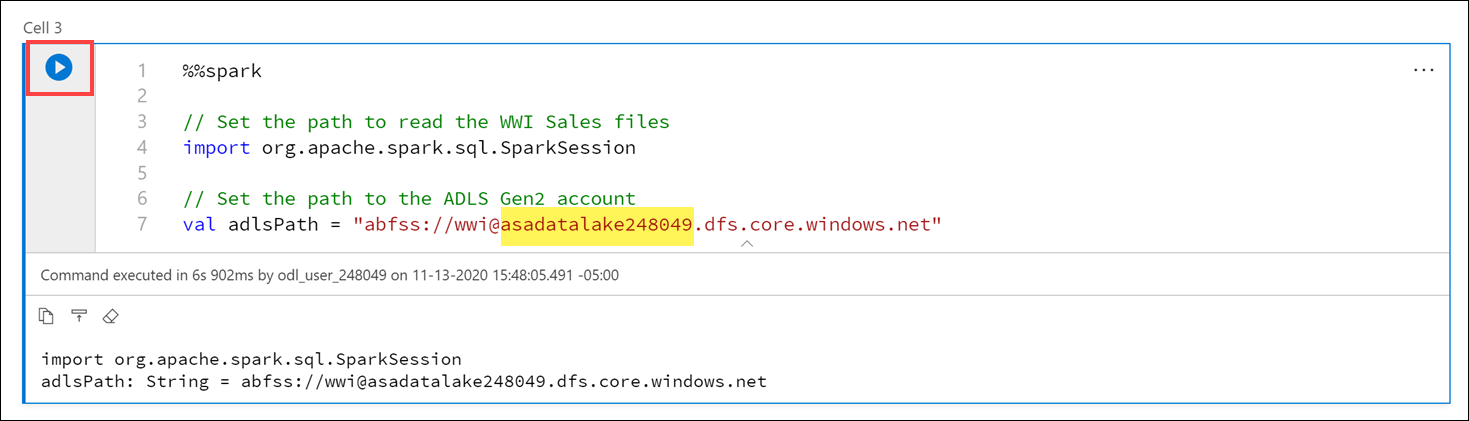 Cell 3
1 %%spark
2
3 // Set the path to read the WWI Sales files
4 import org.apache.spark.sql.SparkSession
5
6 // Set the path to the ADLS Gen2 account
7 val adlsPath = "abfss://wwi@asadatalake248049.dfs.core.windows.net"
Command executed in 6s 902ms by odl_user_248049 on 11-13-2020 15:48:05.491 -05:00
import org.apache.spark.sql.SparkSession
adlsPath: String = abfss://wwi@asadatalake248049.dfs.core.windows.net